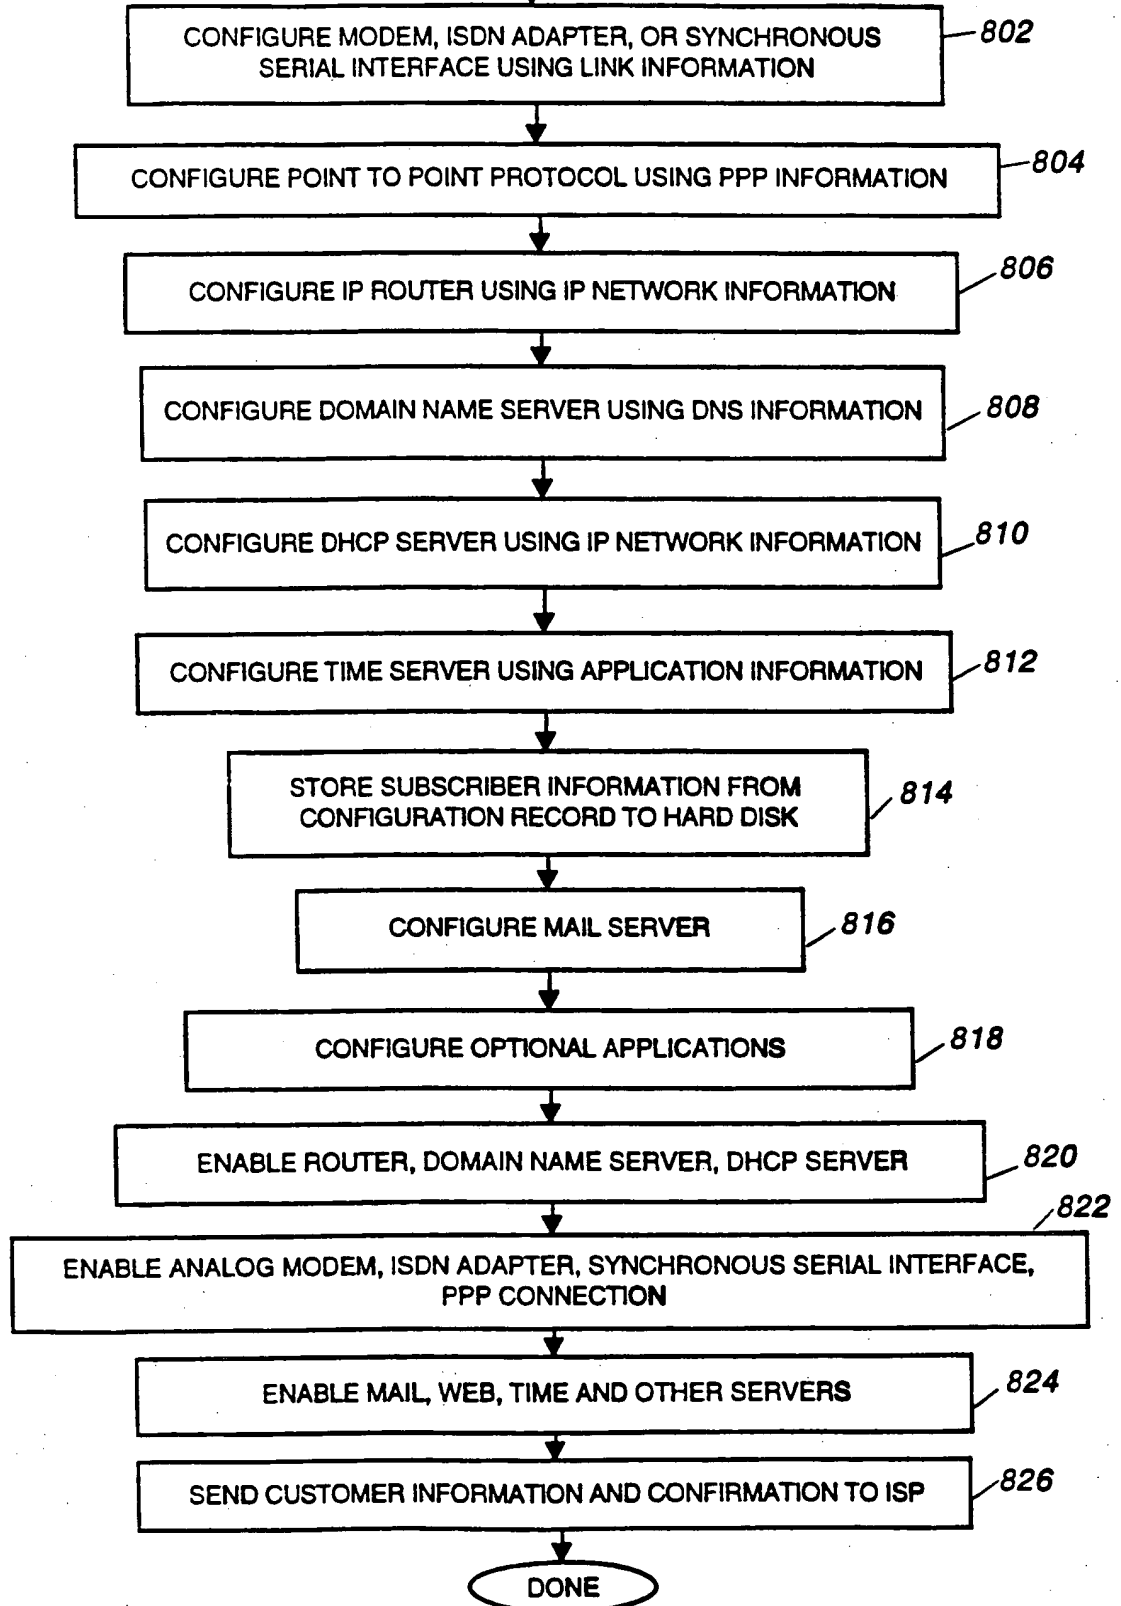 CONFIGURE MODEM, ISDN ADAPTER, OR SYNCHRONOUS
SERIAL INTERFACE USING LINK INFORMATION
802
CONFIGURE POINT TO POINT PROTOCOL USING PPP INFORMATION
804
CONFIGURE IP ROUTER USING IP NETWORK INFORMATION
806
CONFIGURE DOMAIN NAME SERVER USING DNS INFORMATION
808
CONFIGURE DHCP SERVER USING IP NETWORK INFORMATION
810
CONFIGURE TIME SERVER USING APPLICATION INFORMATION
812
STORE SUBSCRIBER INFORMATION FROM
CONFIGURATION RECORD TO HARD DISK
814
CONFIGURE MAIL SERVER
816
CONFIGURE OPTIONAL APPLICATIONS
818
ENABLE ROUTER, DOMAIN NAME SERVER, DHCP SERVER
820
822
ENABLE ANALOG MODEM, ISDN ADAPTER, SYNCHRONOUS SERIAL INTERFACE,
PPP CONNECTION
ENABLE MAIL, WEB, TIME AND OTHER SERVERS
824
SEND CUSTOMER INFORMATION AND CONFIRMATION TO ISP
826
DONE